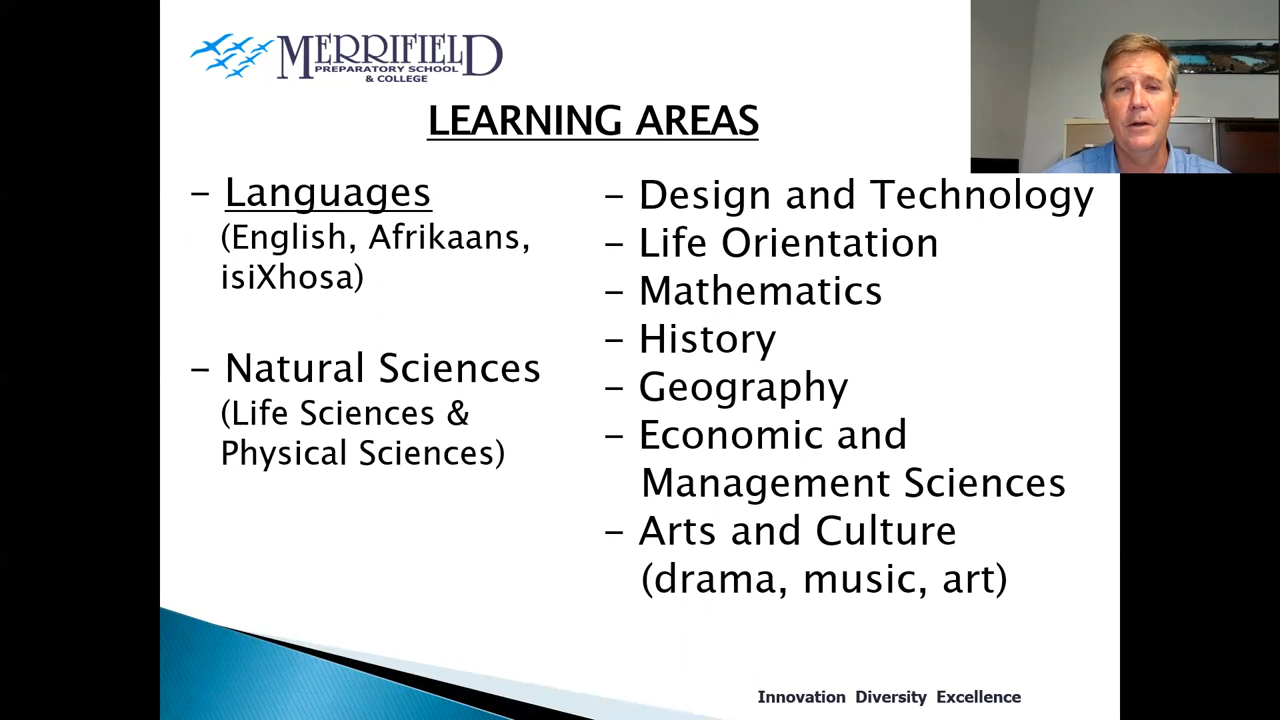 MERRIFIELD
PREPARATORY SCHOOL
& COLLEGE
LEARNING AREAS
– Languages
(English, Afrikaans,
isiXhosa)
– Natural Sciences
(Life Sciences &
Physical Sciences)
– Design and Technology
– Life Orientation
– Mathematics
– History
– Geography
– Economic and
Management Sciences
– Arts and Culture
(drama, music, art)
Innovation Diversity Excellence